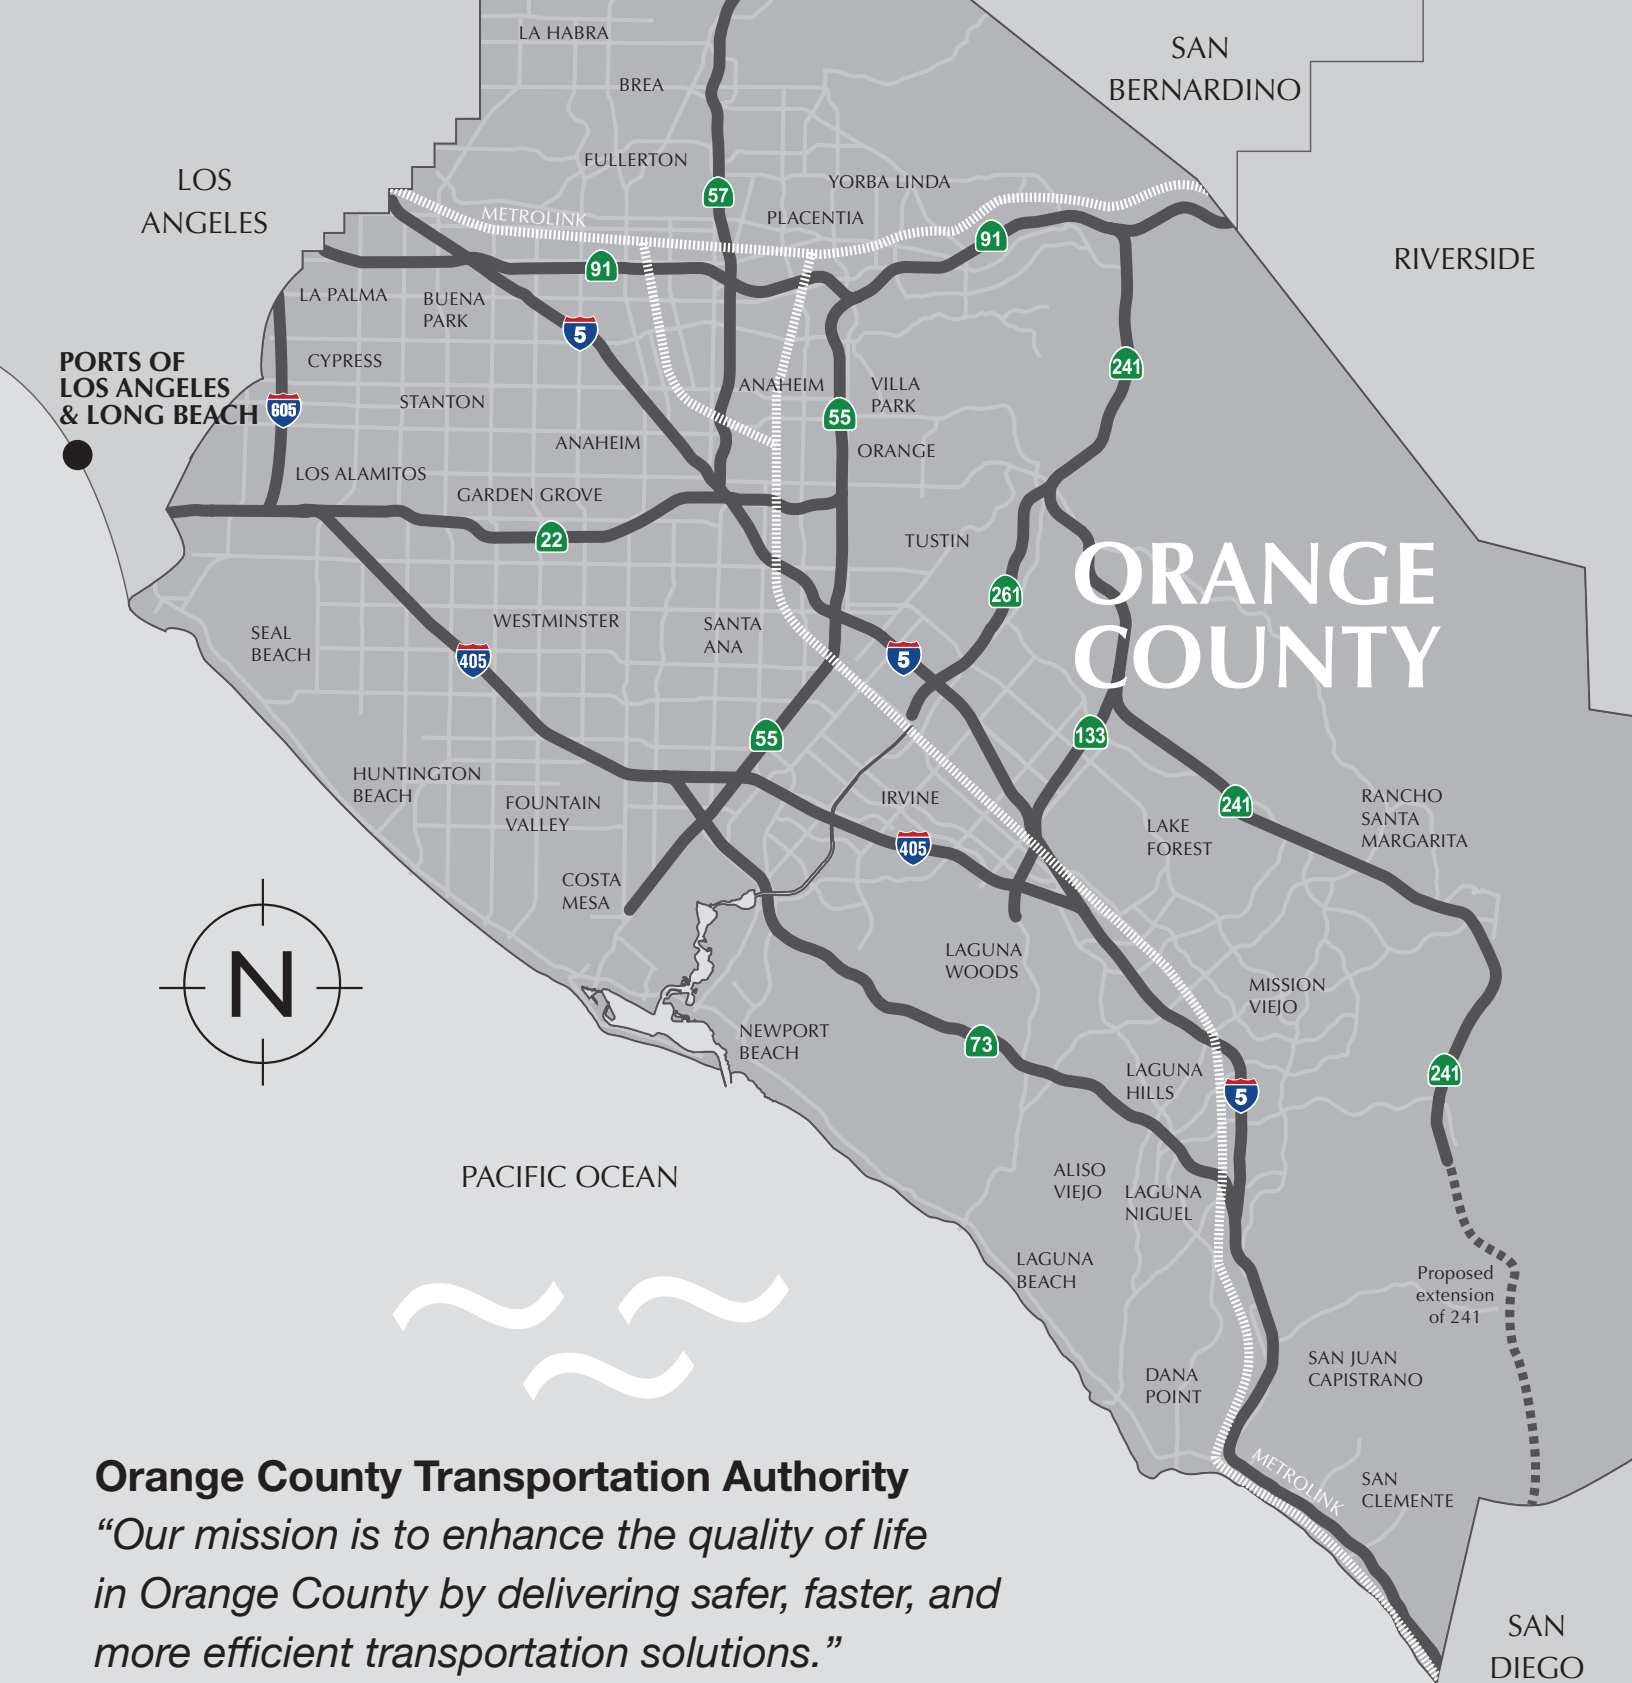 LA HABRA
SAN
BERNARDINO
BREA
FULLERTON
LOS
ANGELES
YORBA LINDA
57
METROLINK
PLACENTIA
91
RIVERSIDE
91
LA PALMA
BUENA
PARK
5
PORTS OF
LOS ANGELES
& LONG BEACH
CYPRESS
241
ANAHEIM
VILLA
PARK
605
STANTON
55
ANAHEIM
ORANGE
LOS ALAMITOS
GARDEN GROVE
22
TUSTIN
ORANGE
COUNTY
261
SEAL
BEACH
WESTMINSTER
SANTA
ANA
405
5
55
133
HUNTINGTON
BEACH
FOUNTAIN
VALLEY
IRVINE
241
RANCHO
SANTA
MARGARITA
LAKE
FOREST
405
COSTA
MESA
N
LAGUNA
WOODS
MISSION
VIEJO
NEWPORT
BEACH
73
LAGUNA
HILLS
5
241
PACIFIC OCEAN
ALISO
VIEJO
LAGUNA
NIGUEL
LAGUNA
BEACH
Proposed
extension
of 241
DANA
POINT
SAN JUAN
CAPISTRANO
METROLINK
SAN
CLEMENTE
Orange County Transportation Authority
“Our mission is to enhance the quality of life
in Orange County by delivering safer, faster, and
more efficient transportation solutions.”
SAN
DIEGO